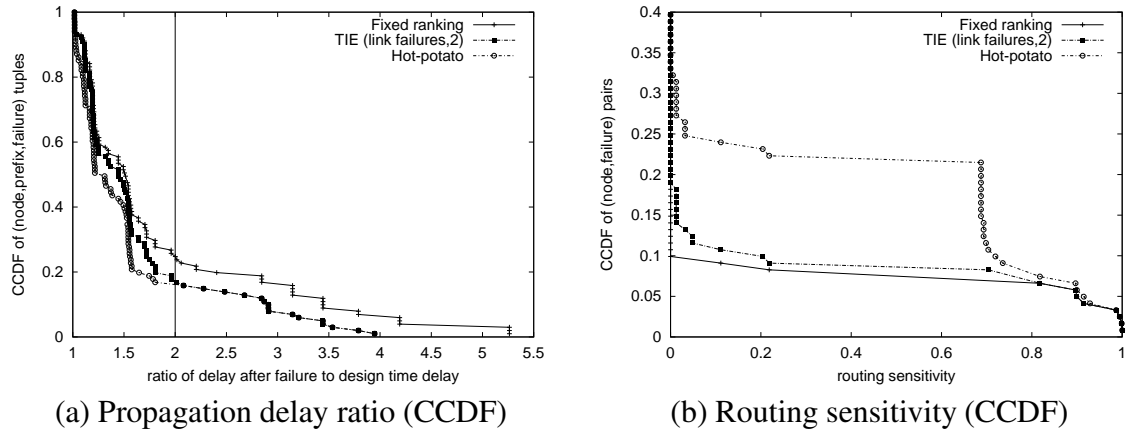 Fixed ranking
TIE (link failures,2)
Hot-potato
CCDF of (node,prefix,failure) tuples
1
0.8
0.6
0.4
0.2
0
1 1.5 2 2.5 3 3.5 4 4.5 5 5.5
ratio of delay after failure to design time delay
(a) Propagation delay ratio (CCDF)
Fixed ranking
TIE (link failures,2)
Hot-potato
CCDF of (node,failure) pairs
0.4
0.35
0.3
0.25
0.2
0.15
0.1
0.05
0
0 0.2 0.4 0.6 0.8 1
routing sensitivity
(b) Routing sensitivity (CCDF)